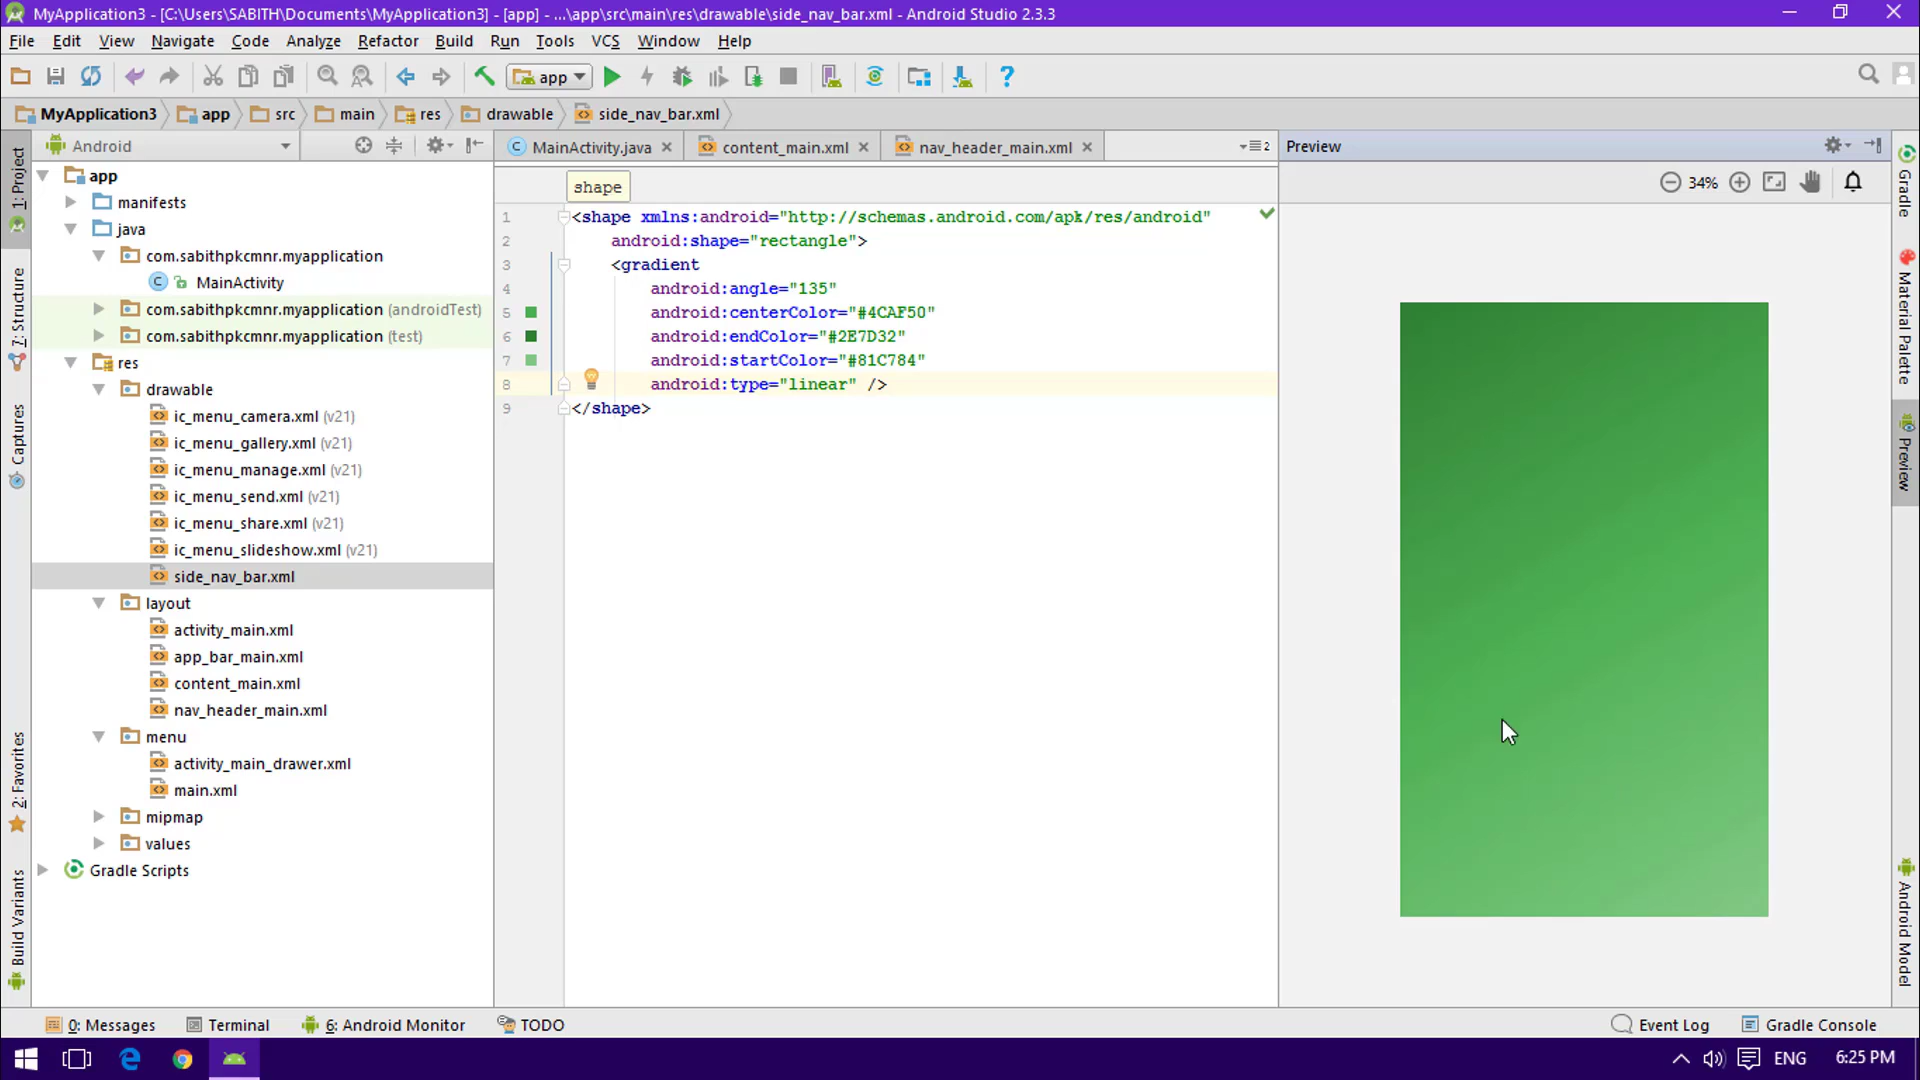 MyApplication3 - [C:\Users\SABITH\Documents\MyApplication3] - [app] - ...\app\src\main\res\drawable\side_nav_bar.xml - Android Studio 2.3.3
File Edit View Navigate Code Analyze Refactor Build Run Tools VCS Window Help
app
MyApplication3 app src main res drawable side_nav_bar.xml
Android
MainActivity.java content_main.xml nav_header_main.xml 2
Preview
34%
1: Project
7: Structure
Captures
2: Favorites
Build Variants
app
manifests
java
com.sabithpkcmnr.myapplication
MainActivity
com.sabithpkcmnr.myapplication (androidTest)
com.sabithpkcmnr.myapplication (test)
res
drawable
ic_menu_camera.xml (v21)
ic_menu_gallery.xml (v21)
ic_menu_manage.xml (v21)
ic_menu_send.xml (v21)
ic_menu_share.xml (v21)
ic_menu_slideshow.xml (v21)
side_nav_bar.xml
layout
activity_main.xml
app_bar_main.xml
content_main.xml
nav_header_main.xml
menu
activity_main_drawer.xml
main.xml
mipmap
values
Gradle Scripts
shape
1 <shape xmlns:android="http://schemas.android.com/apk/res/android"
2 android:shape="rectangle">
3 <gradient
4 android:angle="135"
5 android:centerColor="#4CAF50"
6 android:endColor="#2E7D32"
7 android:startColor="#81C784"
8 android:type="linear" />
9 </shape>
Gradle
Material Palette
Preview
Android Model
0: Messages Terminal 6: Android Monitor TODO Event Log Gradle Console
ENG 6:25 PM